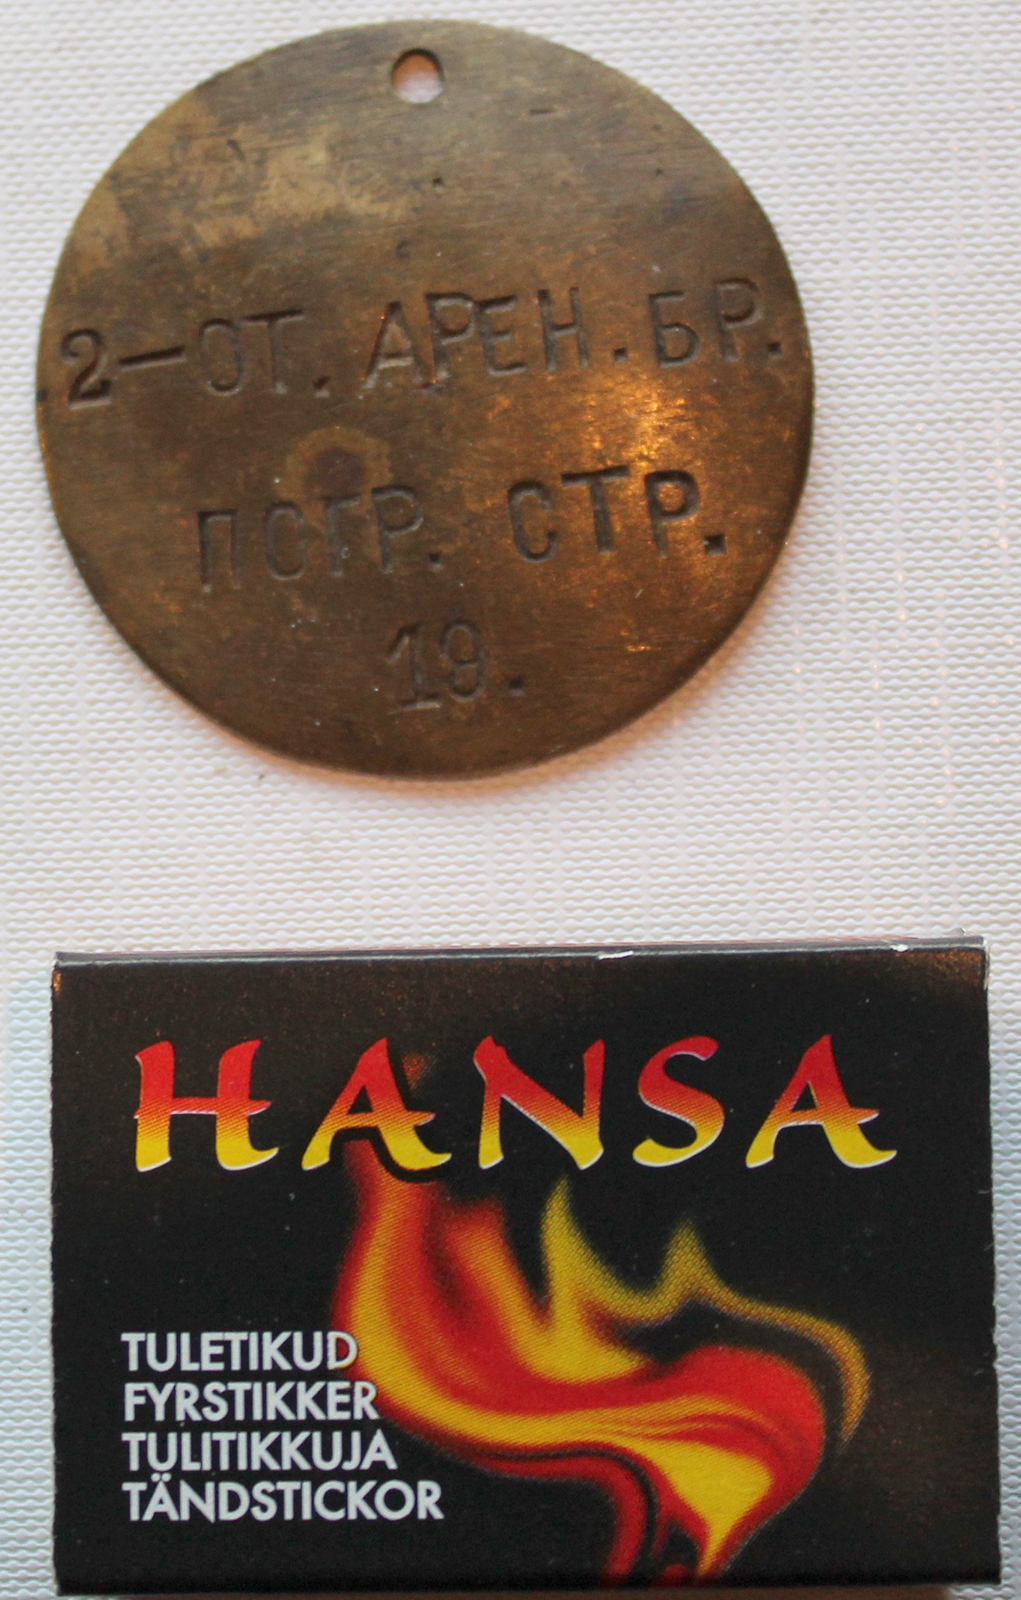 2-ОТ. АРЕН. БР.
ПОГР. СТР.
19.
HANSA
TULETIKUD
FYRSTIKKER
TULITIKKUJA
TÄNDSTICKOR